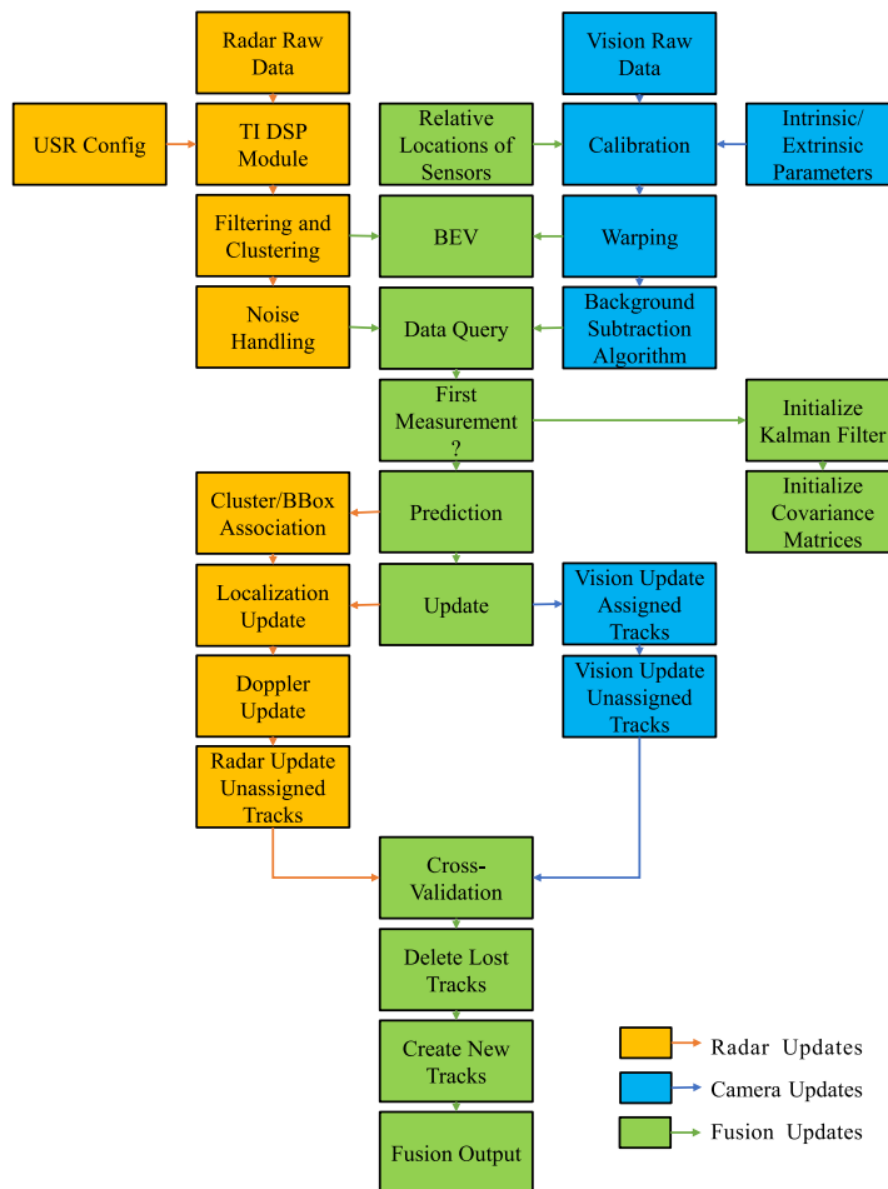 Radar Raw
Data
Vision Raw
Data
USR Config
TI DSP
Module
Relative
Locations of
Sensors
Calibration
Intrinsic/
Extrinsic
Parameters
Filtering and
Clustering
BEV
Warping
Noise
Handling
Data Query
Background
Subtraction
Algorithm
First
Measurement
?
Initialize
Kalman Filter
Cluster/BBox
Association
Prediction
Initialize
Covariance
Matrices
Localization
Update
Update
Vision Update
Assigned
Tracks
Doppler
Update
Vision Update
Unassigned
Tracks
Radar Update
Unassigned
Tracks
Cross-
Validation
Delete Lost
Tracks
Create New
Tracks
Fusion Output
Radar Updates
Camera Updates
Fusion Updates